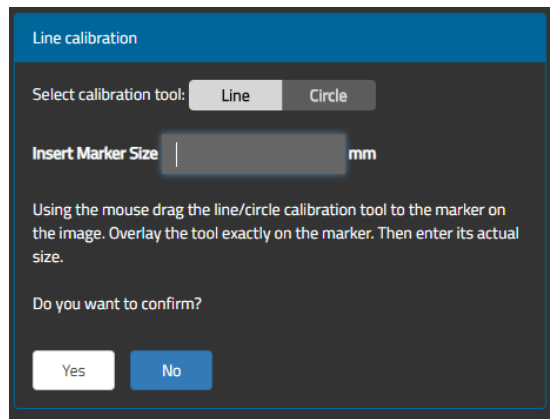 Line calibration
Select calibration tool: Line Circle
Insert Marker Size mm
Using the mouse drag the line/circle calibration tool to the marker on
the image. Overlay the tool exactly on the marker. Then enter its actual
size.
Do you want to confirm?
Yes No